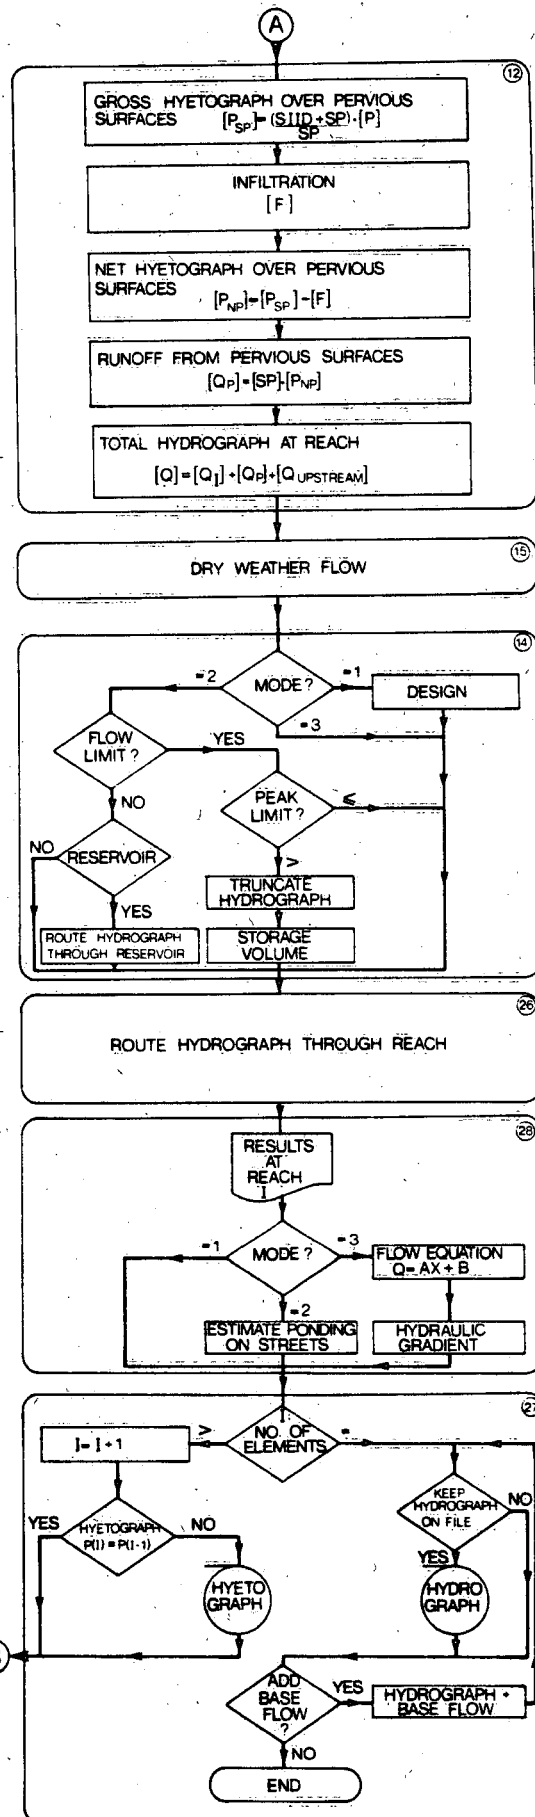 A
12
GROSS HYETOGRAPH OVER PERVIOUS
SURFACES [P_SP]=(SIID+SP)·[P]
SP
INFILTRATION
[F]
NET HYETOGRAPH OVER PERVIOUS
SURFACES
[P_NP]=[P_SP]-[F]
RUNOFF FROM PERVIOUS SURFACES
[Q_P]=[SP]·[P_NP]
TOTAL HYDROGRAPH AT REACH
[Q]=[Q_I]+[Q_P]+[Q_UPSTREAM]
15
DRY WEATHER FLOW
14
=2
MODE?
=1
DESIGN
=3
FLOW
LIMIT?
YES
NO
PEAK
LIMIT?
≤
NO
RESERVOIR
>
YES
TRUNCATE
HYDROGRAPH
ROUTE HYDROGRAPH
THROUGH RESERVOIR
STORAGE
VOLUME
26
ROUTE HYDROGRAPH THROUGH REACH
28
RESULTS
AT
REACH
I
=1
MODE?
=3
FLOW EQUATION
Q=AX+B
=2
ESTIMATE PONDING
ON STREETS
HYDRAULIC
GRADIENT
27
I=I+1
>
NO. OF
ELEMENTS
=
KEEP
HYDROGRAPH
ON FILE
NO
YES
HYETOGRAPH
P(I)=P(I-1)
NO
YES
HYETO
GRAPH
HYDRO
GRAPH
ADD
BASE
FLOW
?
YES
HYDROGRAPH +
BASE FLOW
NO
END